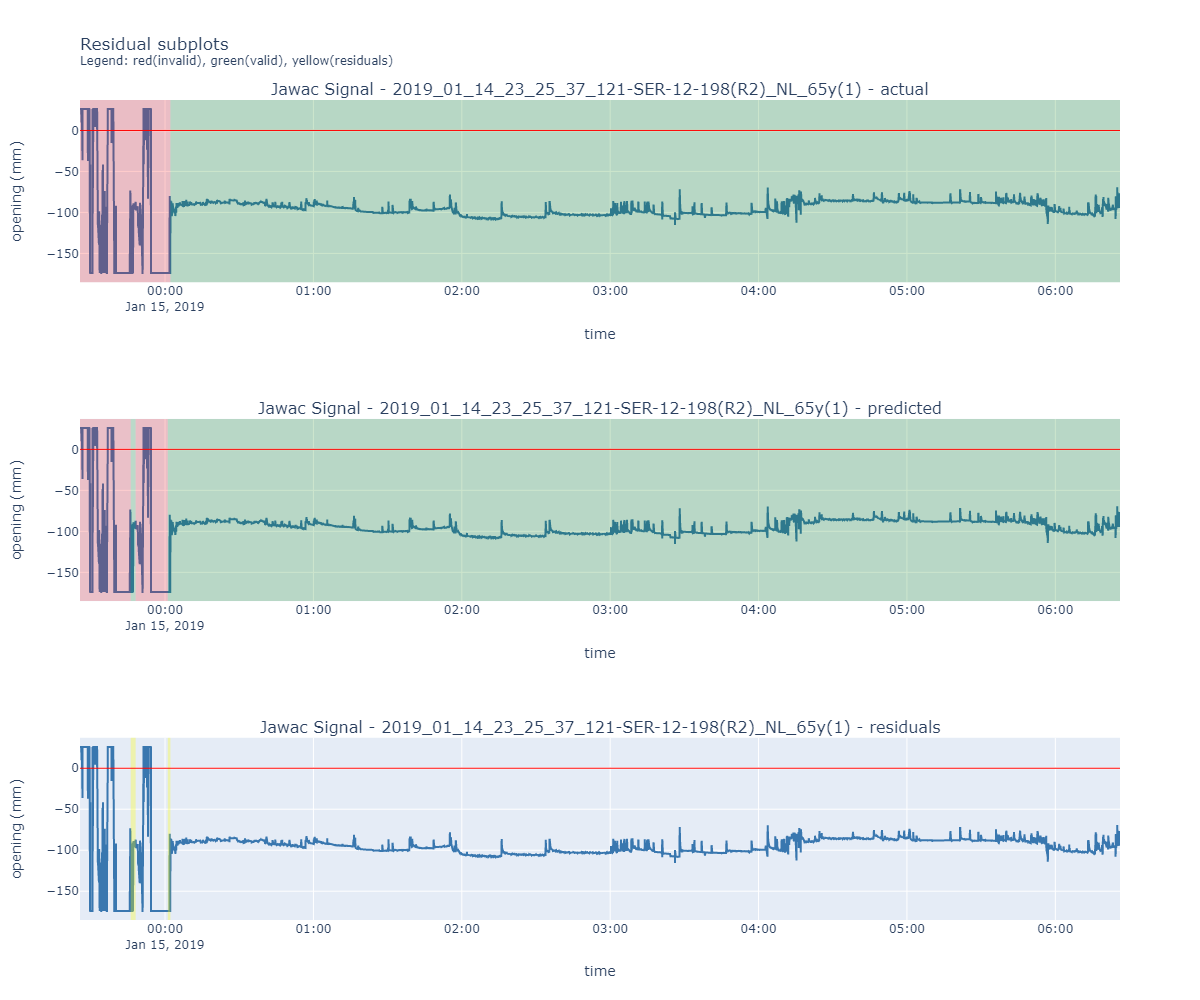 Residual subplots
Legend: red(invalid), green(valid), yellow(residuals)
Jawac Signal - 2019_01_14_23_25_37_121-SER-12-198(R2)_NL_65y(1) - actual
opening (mm)
0
−50
−100
−150
00:00 01:00 02:00 03:00 04:00 05:00 06:00
Jan 15, 2019
time
Jawac Signal - 2019_01_14_23_25_37_121-SER-12-198(R2)_NL_65y(1) - predicted
opening (mm)
0
−50
−100
−150
00:00 01:00 02:00 03:00 04:00 05:00 06:00
Jan 15, 2019
time
Jawac Signal - 2019_01_14_23_25_37_121-SER-12-198(R2)_NL_65y(1) - residuals
opening (mm)
0
−50
−100
−150
00:00 01:00 02:00 03:00 04:00 05:00 06:00
Jan 15, 2019
time